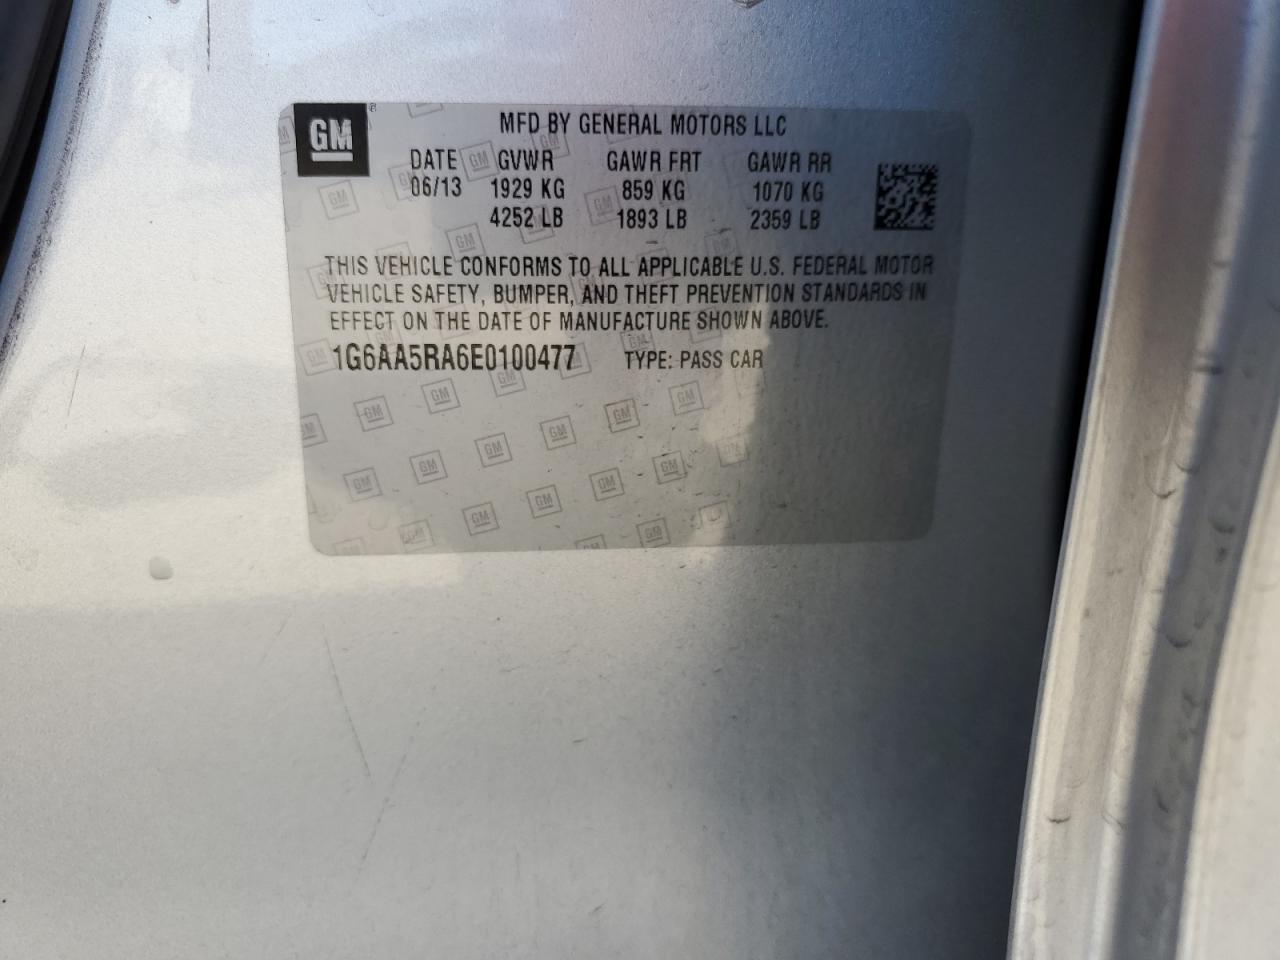 GM
MFD BY GENERAL MOTORS LLC
DATE GVWR GAWR FRT GAWR RR
06/13 1929 KG 859 KG 1070 KG
4252 LB 1893 LB 2359 LB
THIS VEHICLE CONFORMS TO ALL APPLICABLE U.S. FEDERAL MOTOR
VEHICLE SAFETY, BUMPER, AND THEFT PREVENTION STANDARDS IN
EFFECT ON THE DATE OF MANUFACTURE SHOWN ABOVE.
1G6AA5RA6E0100477 TYPE: PASS CAR